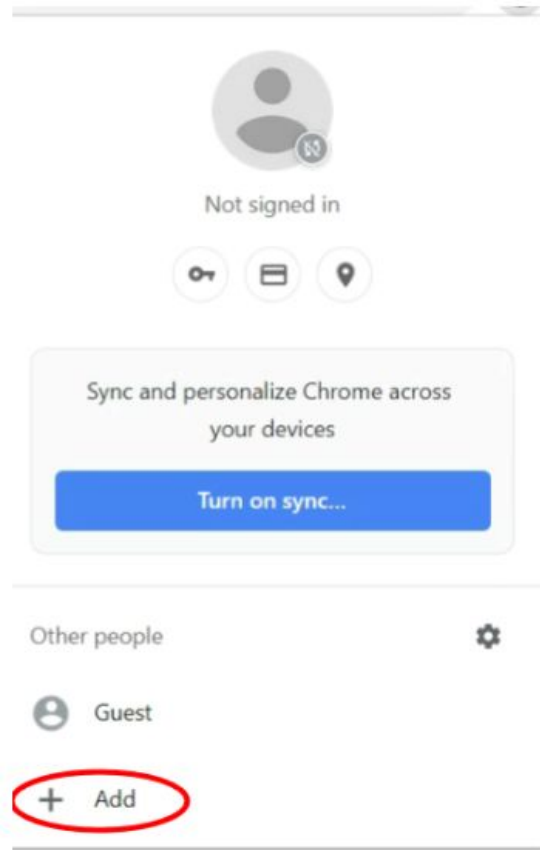 Not signed in
Sync and personalize Chrome across
your devices
Turn on sync...
Other people
Guest
Add